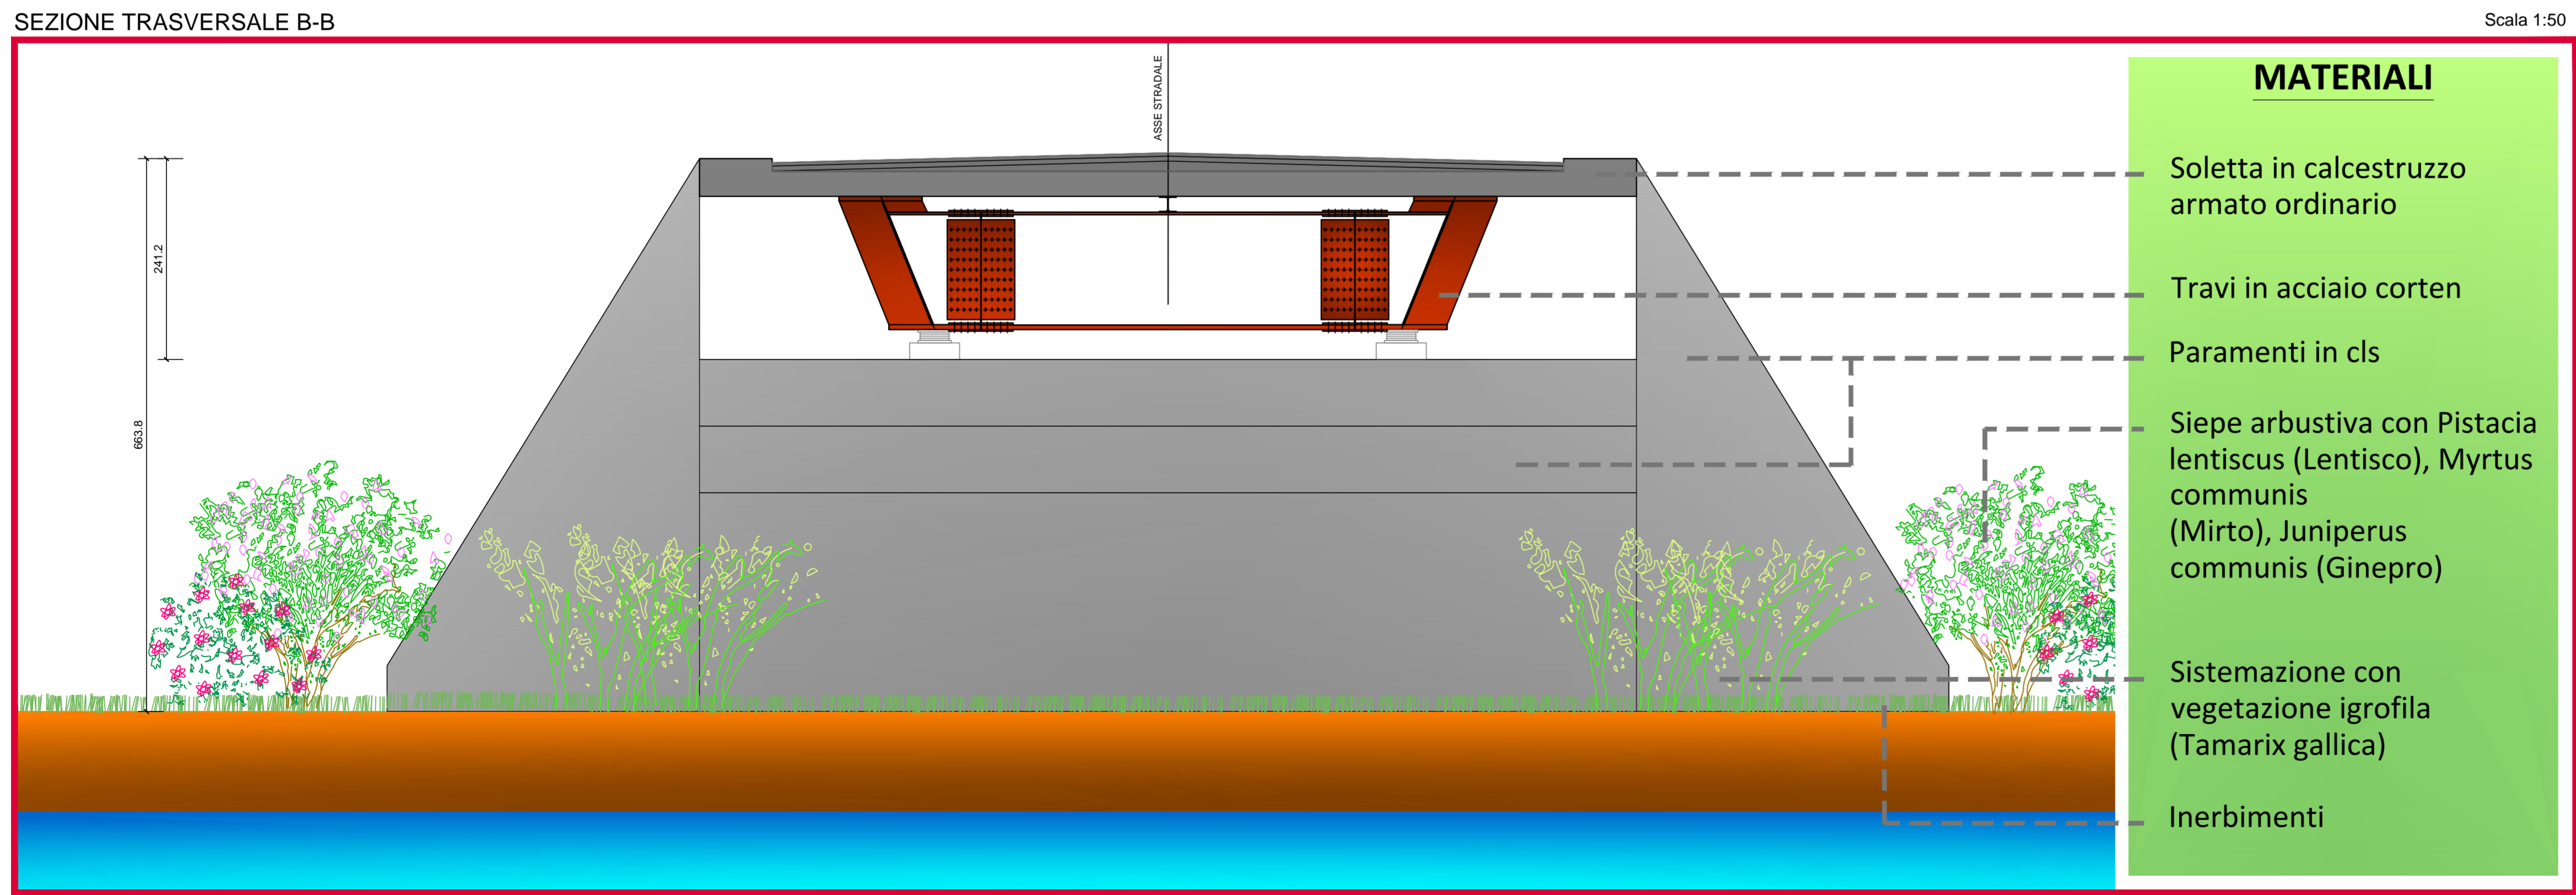 SEZIONE TRASVERSALE B-B
Scala 1:50
ASSE STRADALE
241.2
663.8
MATERIALI
Soletta in calcestruzzo
armato ordinario
Travi in acciaio corten
Paramenti in cls
Siepe arbustiva con Pistacia
lentiscus (Lentisco), Myrtus
communis
(Mirto), Juniperus
communis (Ginepro)
Sistemazione con
vegetazione igrofila
(Tamarix gallica)
Inerbimenti